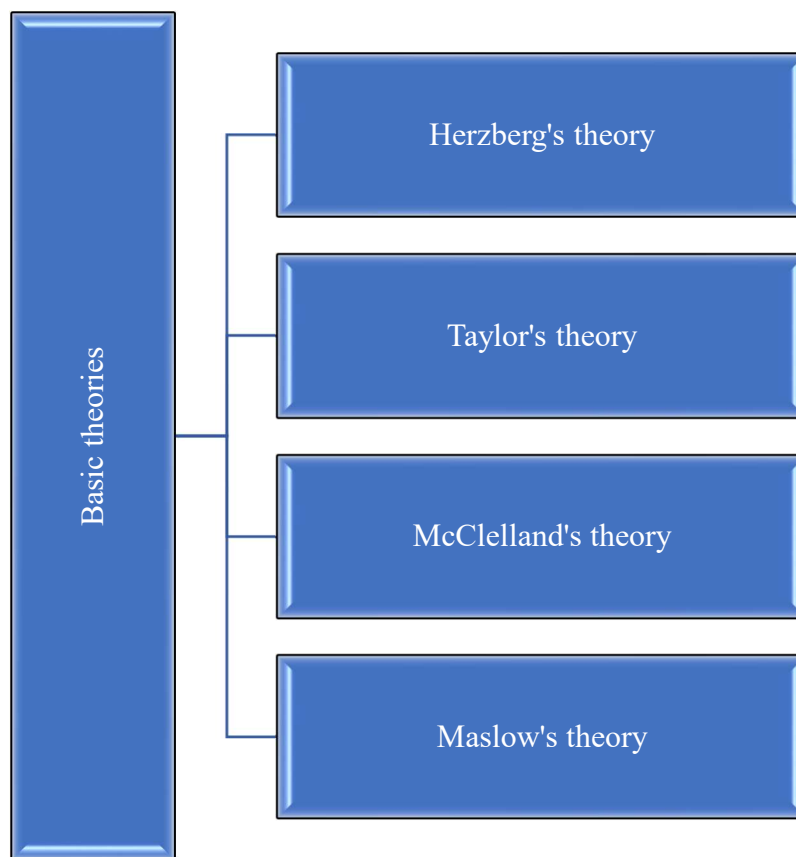 Basic theories
Herzberg's theory
Taylor's theory
McClelland's theory
Maslow's theory